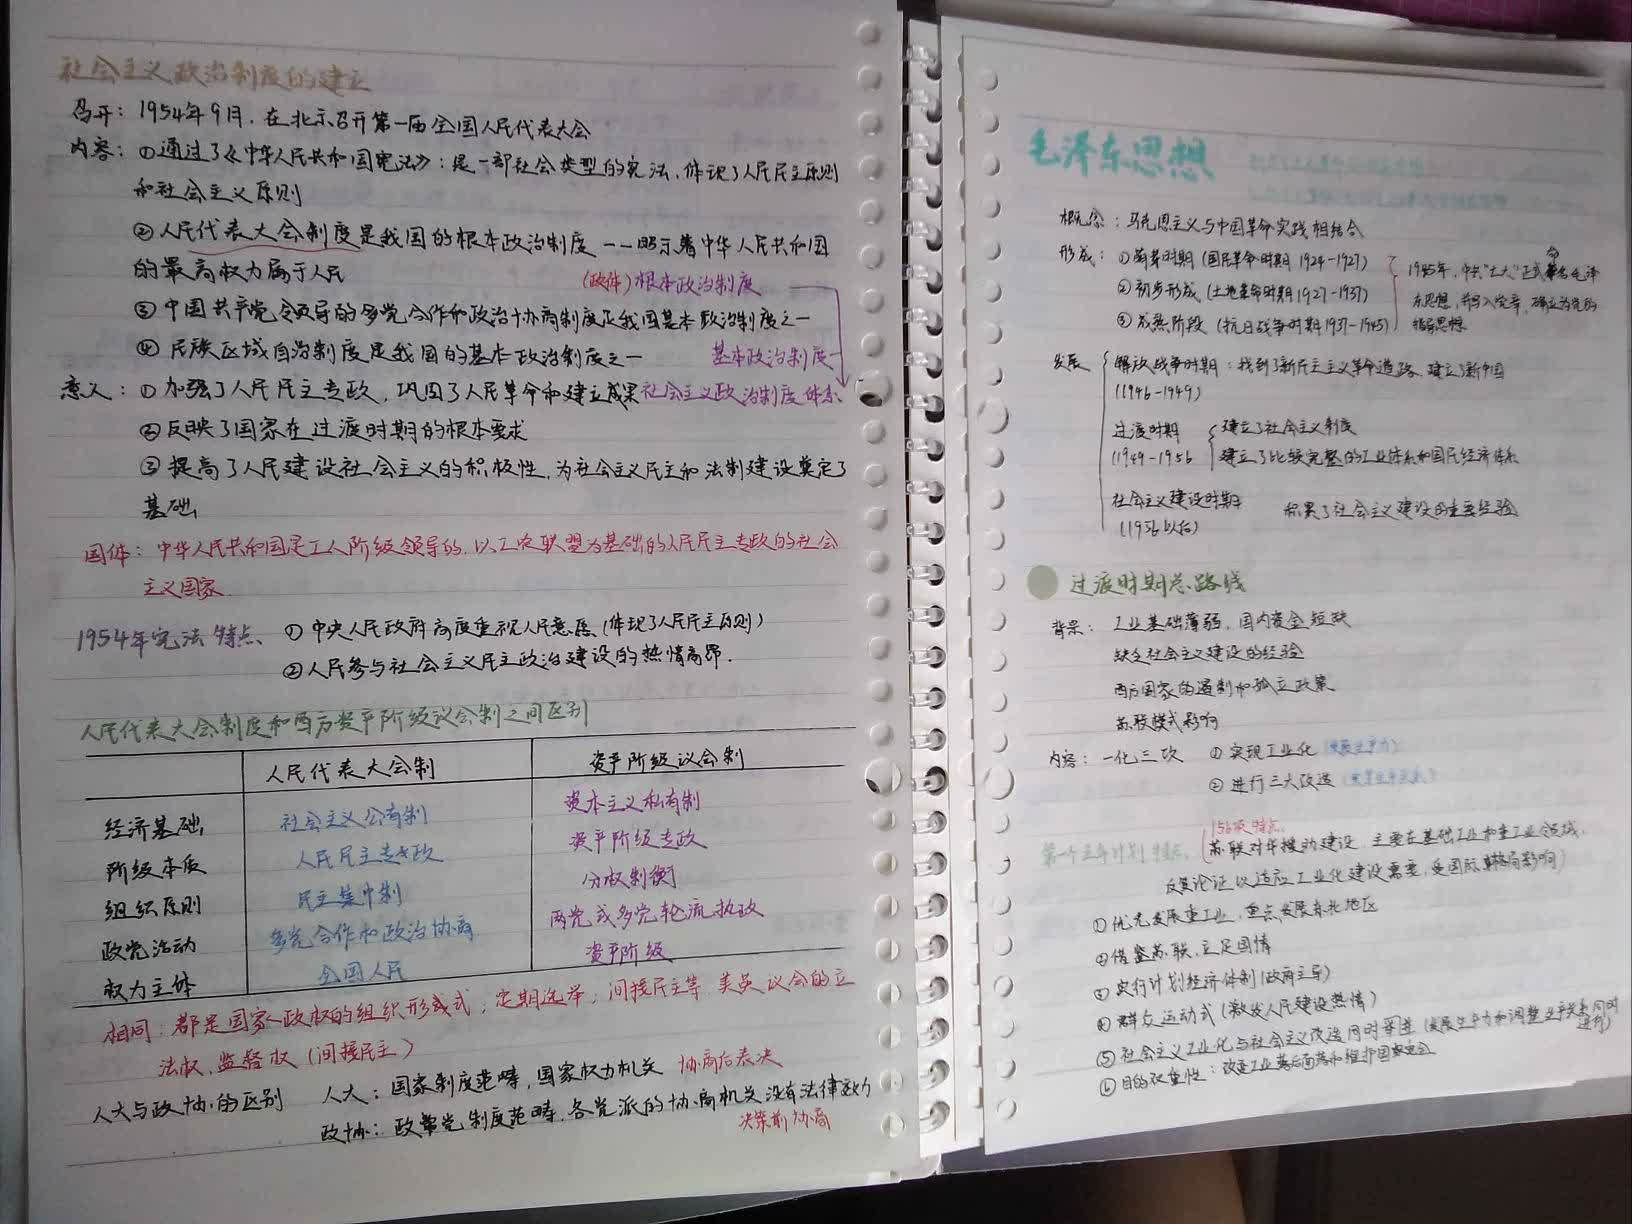 社会主义政治制度的建立
召开：1954年9月，在北京召开第一届全国人民代表大会
内容：①通过了《中华人民共和国宪法》：是一部社会类型的宪法，体现了人民民主原则
和社会主义原则
②人民代表大会制度是我国的根本政治制度——昭示着中华人民共和国
的最高权力属于人民
(政体) 根本政治制度
③中国共产党领导的多党合作和政治协商制度是我国基本政治制度之一
④民族区域自治制度是我国的基本政治制度之一 基本政治制度
意义：①加强了人民民主专政，巩固了人民革命和建立成果 社会主义政治制度体系
②反映了国家在过渡时期的根本要求
③提高了人民建设社会主义的积极性，为社会主义民主和法制建设奠定了
基础
国体：中华人民共和国是工人阶级领导的，以工农联盟为基础的人民民主专政的社会
主义国家
1954年宪法特点、①中央人民政府高度重视人民意愿（体现了人民民主原则）
②人民参与社会主义民主政治建设的热情高昂.
人民代表大会制度和西方资产阶级议会制之间区别
人民代表大会制 资产阶级议会制
经济基础 社会主义公有制 资本主义私有制
阶级本质 人民民主专政 资产阶级专政
组织原则 民主集中制 分权制衡
政党活动 多党合作和政治协商 两党或多党轮流执政
权力主体 全国人民 资产阶级
相同：都是国家政权的组织形成式；定期选举；间接民主等 美英议会的立
法权，监督权（间接民主）
人大与政协的区别 人大：国家制度范畴，国家权力机关 协商后表决
政协：政党制度范畴，各党派的协商机关没有法律效力
决策前协商
毛泽东思想
概念：马克思主义与中国革命实践相结合
形成：①萌芽时期（国民革命时期1924-1927）
②初步形成（土地革命时期1927-1937）
③成熟阶段（抗日战争时期1937-1945）
1945年，中共“七大”正式命名毛泽
东思想，并写入党章，确立为党的
指导思想
发展 解放战争时期：找到了新民主主义革命道路，建立了新中国
(1946-1949)
过渡时期 建立了社会主义制度
(1949-1956 建立了比较完整的工业体系和国民经济体系
社会主义建设时期 积累了社会主义建设的重要经验
(1956以后)
过渡时期总路线
背景：工业基础薄弱，国内资金短缺
缺乏社会主义建设的经验
西方国家的遏制和孤立政策
苏联模式影响
内容：一化三改 ①实现工业化（发展生产力）
②进行三大改造
156项特点
第一个五年计划特点、苏联对华援助建设，主要在基础工业和重工业领域，
反复论证以适应工业化建设需要，受国际格局影响）
①优先发展重工业，重点发展东北地区
②借鉴苏联，立足国情
③实行计划经济体制（政府主导）
④群众运动式（激发人民建设热情）
⑤社会主义工业化与社会主义改造同时举进（发展生产力和调整生产关系同时
进行）
⑥目的双重性：改变工业落后面落和维护国家安全